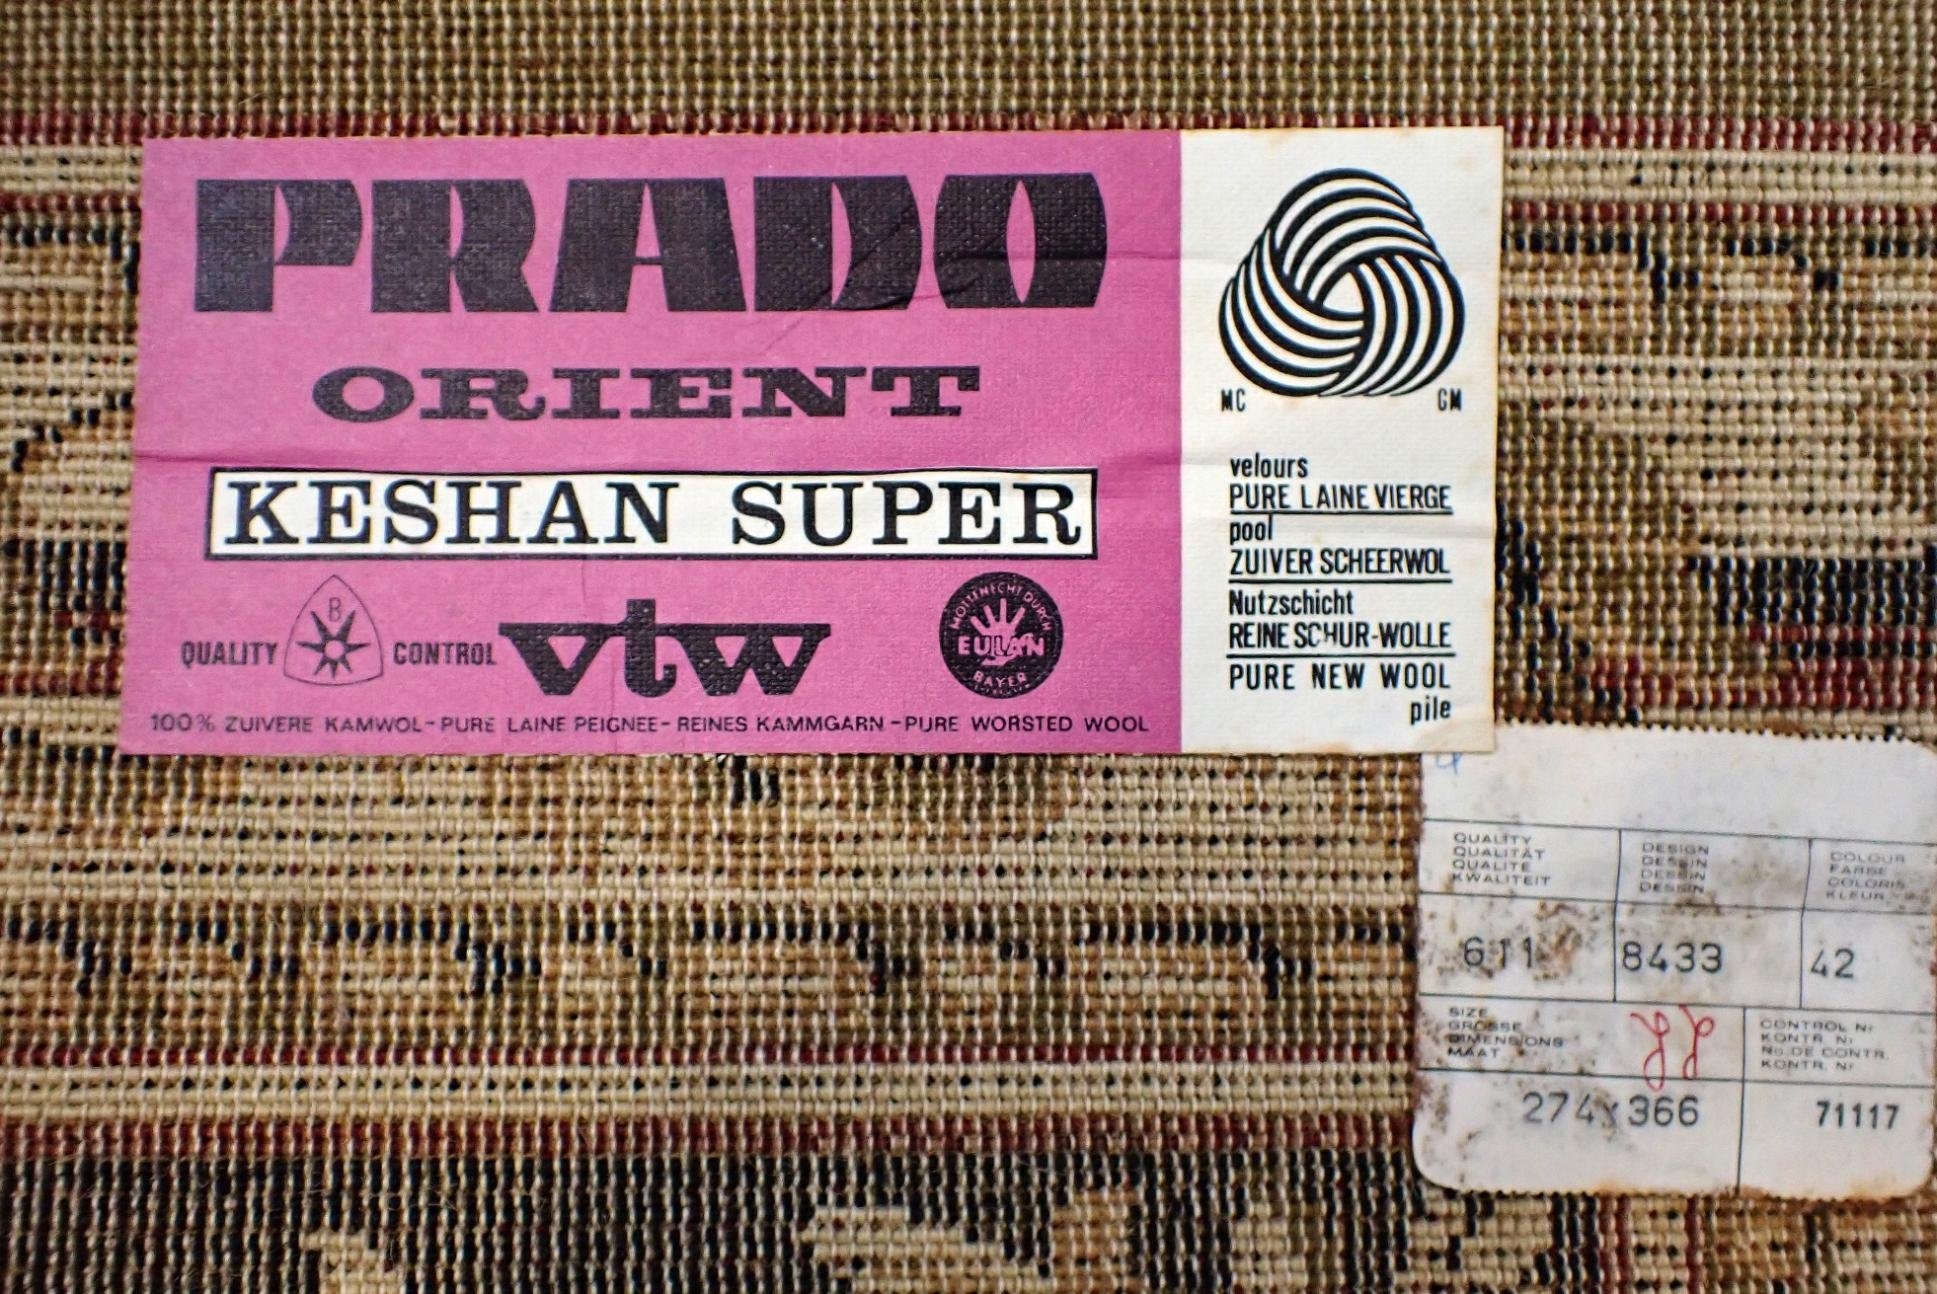 PRADO
ORIENT
KESHAN SUPER
QUALITY B CONTROL
vtw
MOTTENECHT DURCH
EULAN
BAYER
100% ZUIVERE KAMWOL-PURE LAINE PEIGNEE-REINES KAMMGARN-PURE WORSTED WOOL
MC GM
velours
PURE LAINE VIERGE
pool
ZUIVER SCHEERWOL
Nutzschicht
REINE SCHUR-WOLLE
PURE NEW WOOL
pile
QUALITY
QUALITÄT
QUALITE
KWALITEIT
DESIGN
DESSIN
DESSIN
DESSIN
COLOUR
FARBE
COLORIS
KLEUR
611
8433
42
SIZE
GRÖSSE
DIMENSIONS
MAAT
CONTROL Nr
KONTR. Nr
No DE CONTR.
KONTR. Nr
274x366
71117